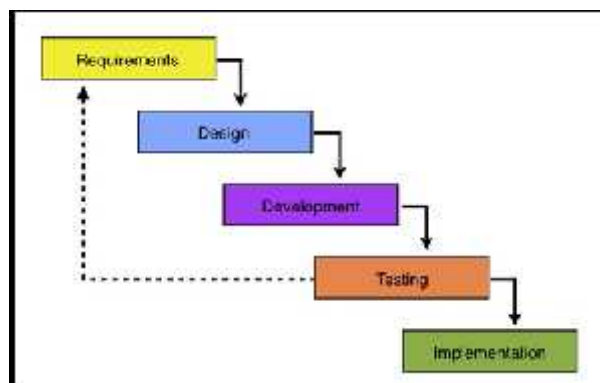 Requirements
Design
Development
Testing
Implementation